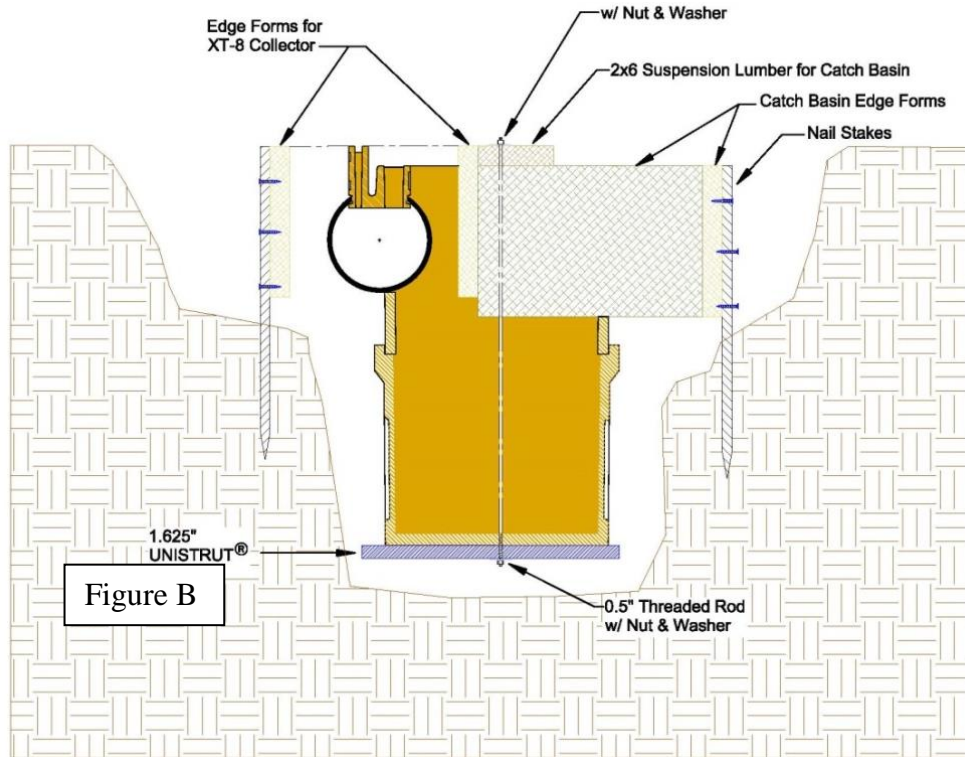 Edge Forms for
XT-8 Collector
w/ Nut & Washer
2x6 Suspension Lumber for Catch Basin
Catch Basin Edge Forms
Nail Stakes
1.625"
UNISTRUT®
Figure B
0.5" Threaded Rod
w/ Nut & Washer